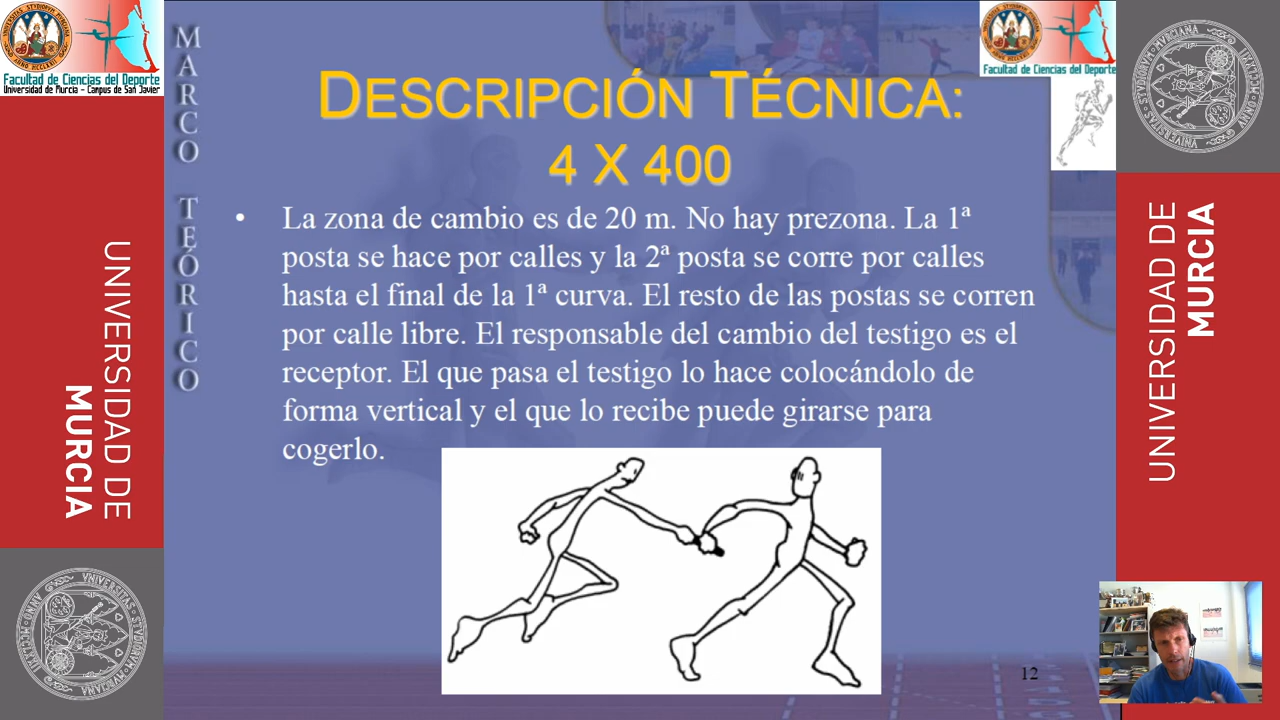 Facultad de Ciencias del Deporte
Universidad de Murcia - Campus de San Javier
UNIVERSIDAD DE
MURCIA
MARCO TEÓRICO
DESCRIPCIÓN TÉCNICA:
4 X 400
• La zona de cambio es de 20 m. No hay prezona. La 1ª
posta se hace por calles y la 2ª posta se corre por calles
hasta el final de la 1ª curva. El resto de las postas se corren
por calle libre. El responsable del cambio del testigo es el
receptor. El que pasa el testigo lo hace colocándolo de
forma vertical y el que lo recibe puede girarse para
cogerlo.
12
Facultad de Ciencias del Deporte
UNIVERSIDAD DE
MURCIA